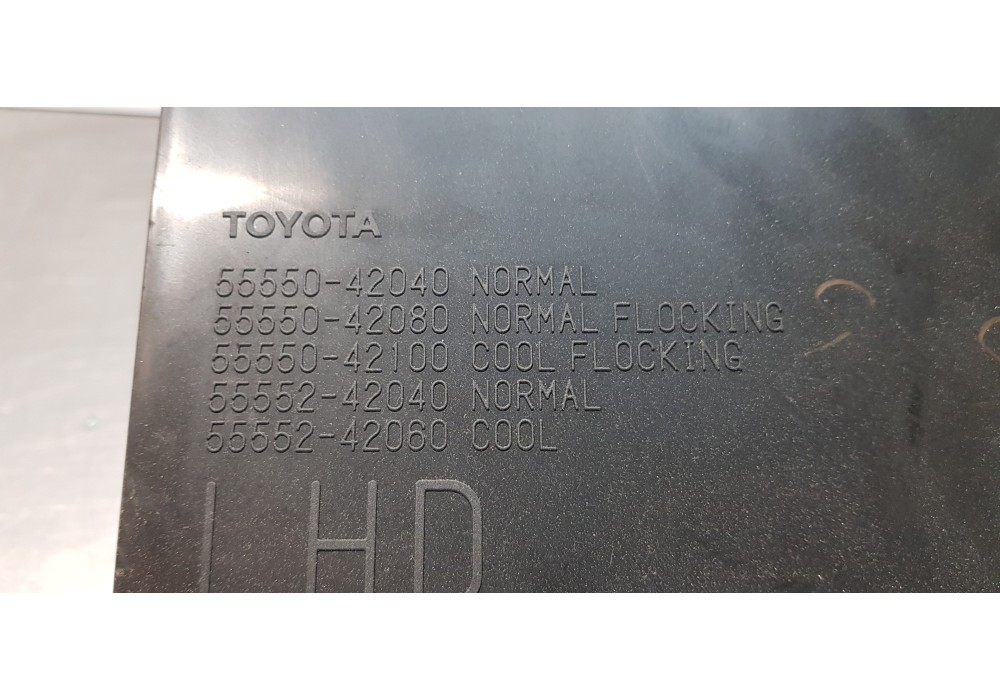 TOYOTA
55550-42040 NORMAL
55550-42080 NORMAL FLOCKING
55550-42100 COOL FLOCKING
55552-42040 NORMAL
55552-42060 COOL
LHD